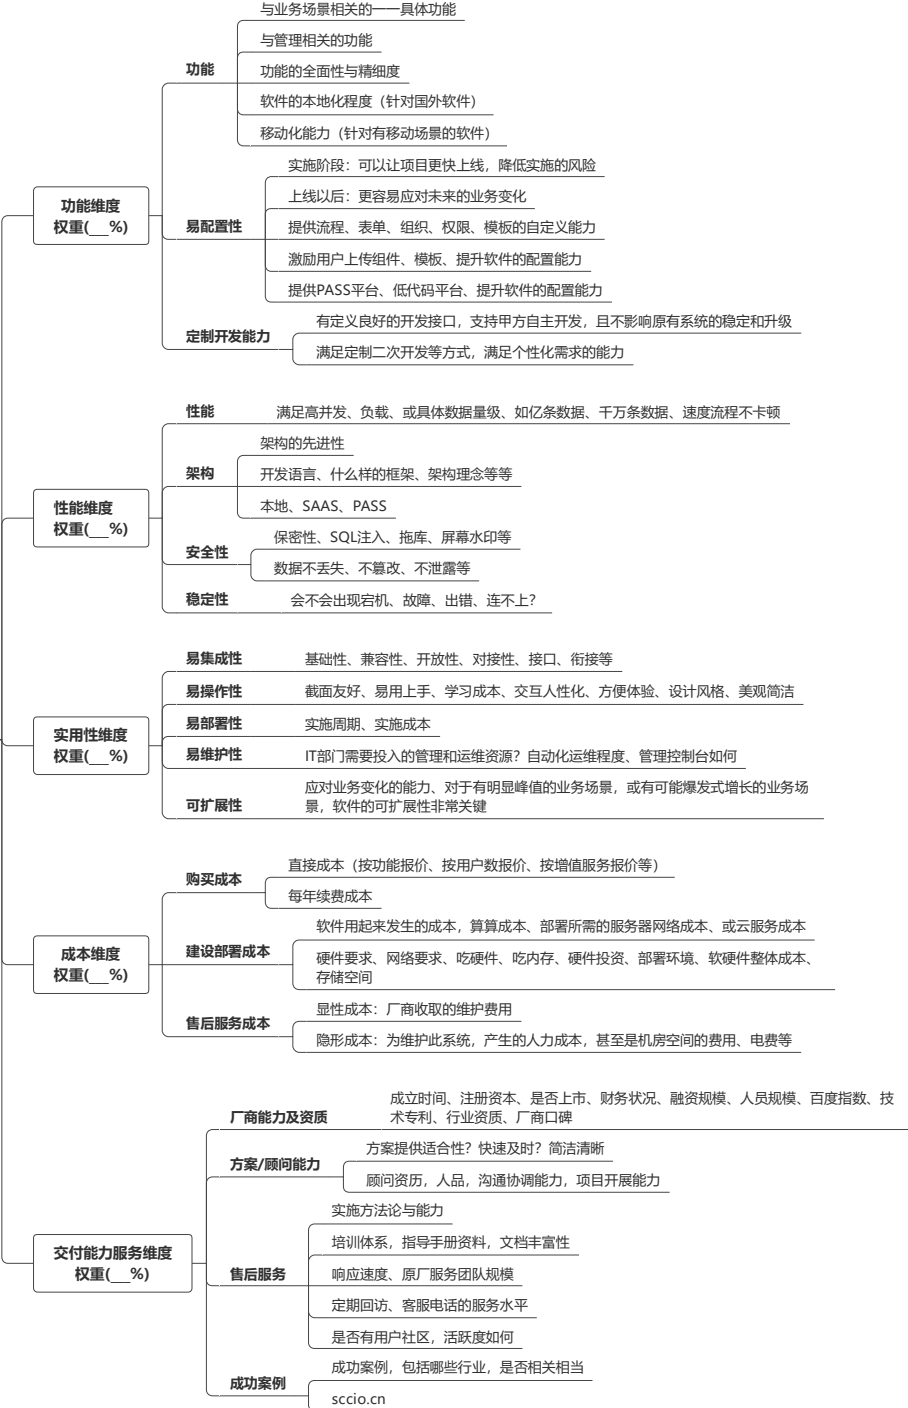 功能维度
权重(___%)
功能
与业务场景相关的一一具体功能
与管理相关的功能
功能的全面性与精细度
软件的本地化程度（针对国外软件）
移动化能力（针对有移动场景的软件）
易配置性
实施阶段：可以让项目更快上线，降低实施的风险
上线以后：更容易应对未来的业务变化
提供流程、表单、组织、权限、模板的自定义能力
激励用户上传组件、模板、提升软件的配置能力
提供PASS平台、低代码平台、提升软件的配置能力
定制开发能力
有定义良好的开发接口，支持甲方自主开发，且不影响原有系统的稳定和升级
满足定制二次开发等方式，满足个性化需求的能力
性能维度
权重(___%)
性能
满足高并发、负载、或具体数据量级、如亿条数据、千万条数据、速度流程不卡顿
架构
架构的先进性
开发语言、什么样的框架、架构理念等等
本地、SAAS、PASS
安全性
保密性、SQL注入、拖库、屏幕水印等
数据不丢失、不篡改、不泄露等
稳定性
会不会出现宕机、故障、出错、连不上？
实用性维度
权重(___%)
易集成性
基础性、兼容性、开放性、对接性、接口、衔接等
易操作性
截面友好、易用上手、学习成本、交互人性化、方便体验、设计风格、美观简洁
易部署性
实施周期、实施成本
易维护性
IT部门需要投入的管理和运维资源？自动化运维程度、管理控制台如何
可扩展性
应对业务变化的能力、对于有明显峰值的业务场景，或有可能爆发式增长的业务场
景，软件的可扩展性非常关键
成本维度
权重(___%)
购买成本
直接成本（按功能报价、按用户数报价、按增值服务报价等）
每年续费成本
建设部署成本
软件用起来发生的成本，算算成本、部署所需的服务器网络成本、或云服务成本
硬件要求、网络要求、吃硬件、吃内存、硬件投资、部署环境、软硬件整体成本、
存储空间
售后服务成本
显性成本：厂商收取的维护费用
隐形成本：为维护此系统，产生的人力成本，甚至是机房空间的费用、电费等
交付能力服务维度
权重(___%)
厂商能力及资质
成立时间、注册资本、是否上市、财务状况、融资规模、人员规模、百度指数、技
术专利、行业资质、厂商口碑
方案/顾问能力
方案提供适合性？快速及时？简洁清晰
顾问资历，人品，沟通协调能力，项目开展能力
售后服务
实施方法论与能力
培训体系，指导手册资料，文档丰富性
响应速度、原厂服务团队规模
定期回访、客服电话的服务水平
是否有用户社区，活跃度如何
成功案例
成功案例，包括哪些行业，是否相关相当
sccio.cn